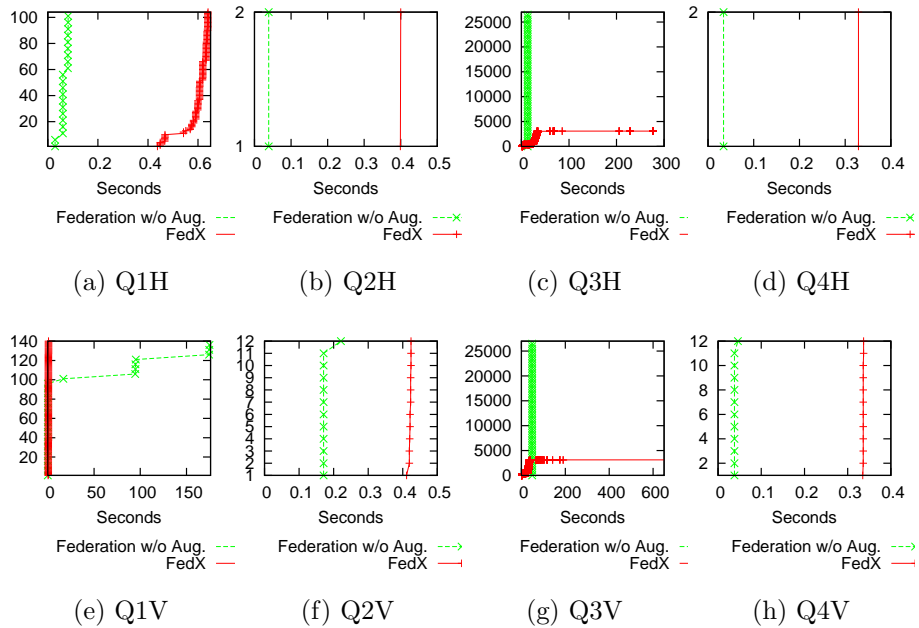 100
80
60
40
20
0.0 0.2 0.4 0.6
Seconds
Federation w/o Aug.
FedX
(a) Q1H
2
1
0 0.1 0.2 0.3 0.4 0.5
Seconds
Federation w/o Aug.
FedX
(b) Q2H
25000
20000
15000
10000
5000
0
0 100 200 300
Seconds
Federation w/o Aug.
FedX
(c) Q3H
2
1
0 0.1 0.2 0.3 0.4
Seconds
Federation w/o Aug.
FedX
(d) Q4H
140
120
100
80
60
40
20
0 50 100 150
Seconds
Federation w/o Aug.
FedX
(e) Q1V
12
11
10
9
8
7
6
5
4
3
2
1
0.0 0.1 0.2 0.3 0.4 0.5
Seconds
Federation w/o Aug.
FedX
(f) Q2V
25000
20000
15000
10000
5000
0
0 200 400 600
Seconds
Federation w/o Aug.
FedX
(g) Q3V
12
10
8
6
4
2
0 0.1 0.2 0.3 0.4
Seconds
Federation w/o Aug.
FedX
(h) Q4V